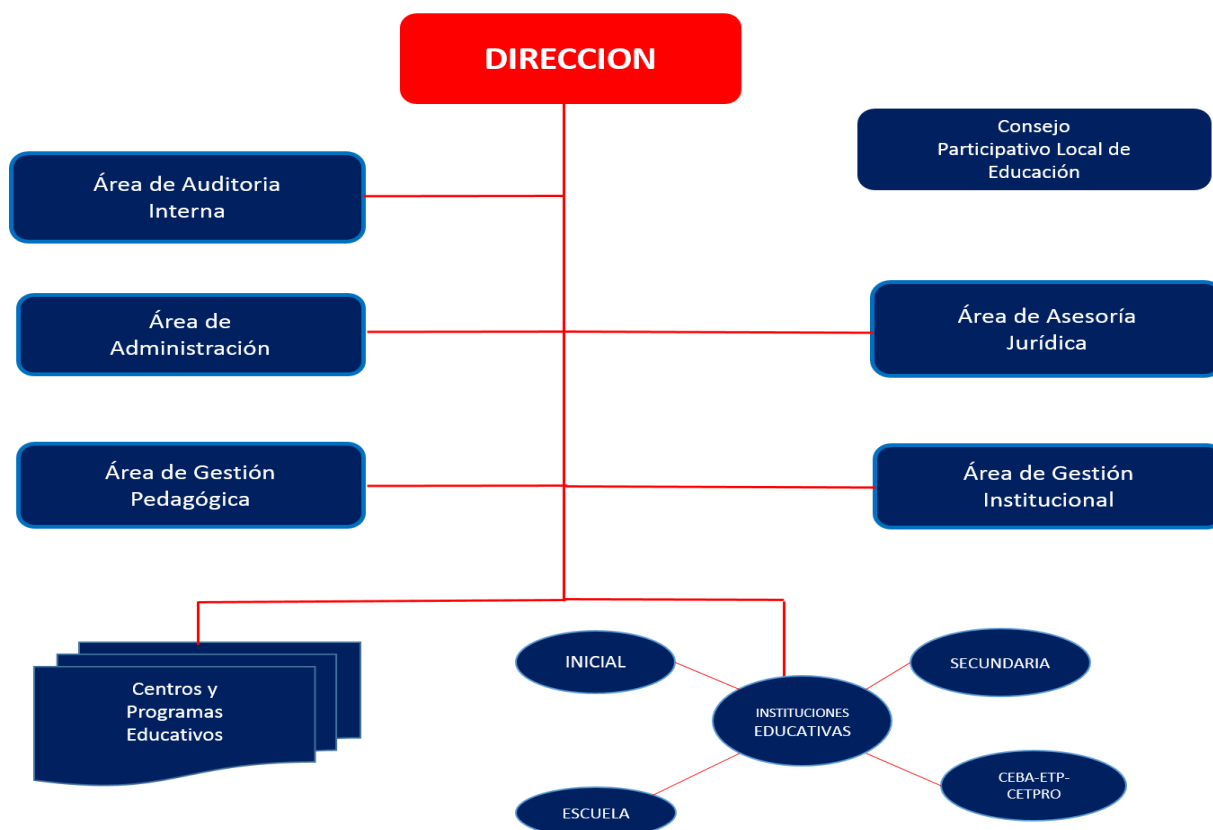 DIRECCION
Consejo
Participativo Local de
Educación
Área de Auditoria
Interna
Área de
Administración
Área de Asesoría
Jurídica
Área de Gestión
Pedagógica
Área de Gestión
Institucional
Centros y
Programas
Educativos
INICIAL
SECUNDARIA
INSTITUCIONES
EDUCATIVAS
ESCUELA
CEBA-ETP-
CETPRO